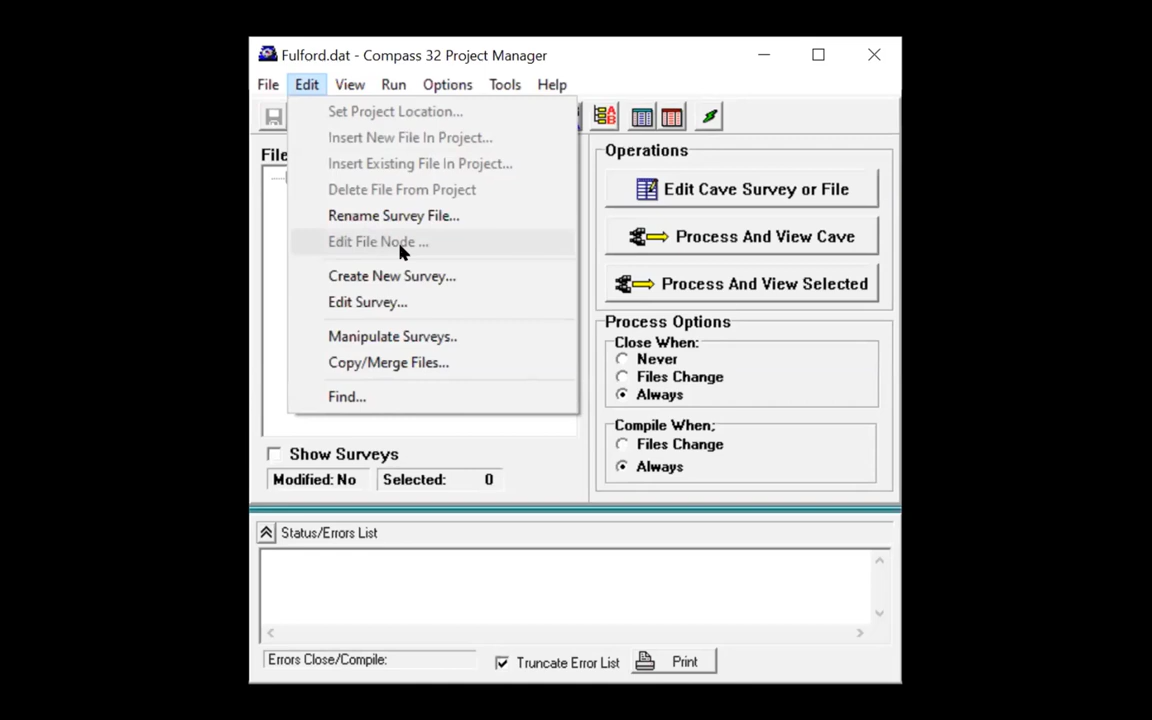 Fulford.dat - Compass 32 Project Manager
File Edit View Run Options Tools Help
Set Project Location...
Insert New File In Project...
Insert Existing File In Project...
Delete File From Project
Rename Survey File...
Edit File Node ...
Create New Survey...
Edit Survey...
Manipulate Surveys..
Copy/Merge Files...
Find...
File
Show Surveys
Modified: No
Selected: 0
Operations
Edit Cave Survey or File
Process And View Cave
Process And View Selected
Process Options
Close When:
Never
Files Change
Always
Compile When;
Files Change
Always
Status/Errors List
Errors Close/Compile:
Truncate Error List
Print